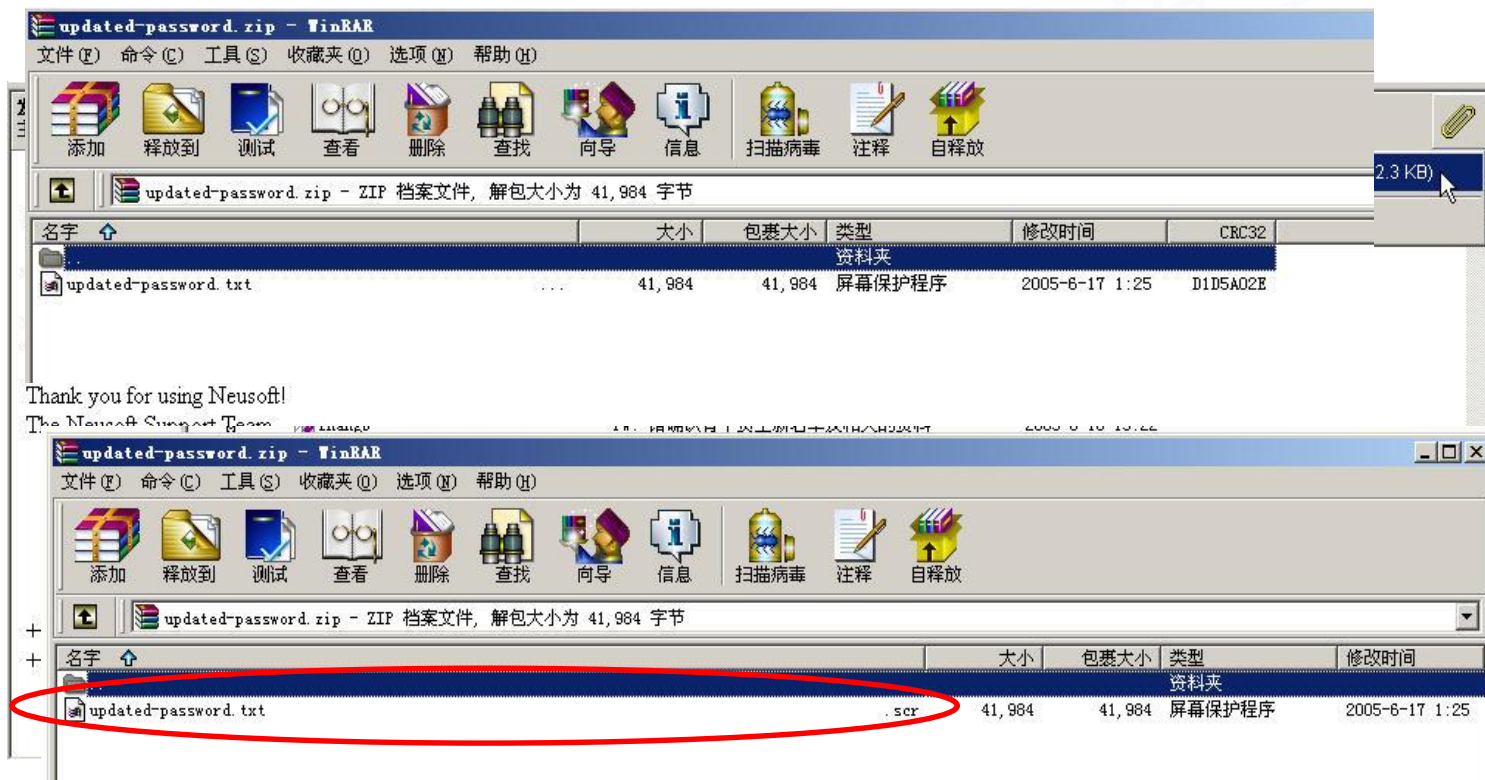 updated-password.zip - WinRAR
文件(F) 命令(C) 工具(S) 收藏夹(O) 选项(N) 帮助(H)
添加 释放到 测试 查看 删除 查找 向导 信息 扫描病毒 注释 自释放
2.3 KB)
updated-password.zip - ZIP 档案文件, 解包大小为 41,984 字节
名字 大小 包裹大小 类型 修改时间 CRC32
.. 资料夹
updated-password.txt ... 41,984 41,984 屏幕保护程序 2005-6-17 1:25 D1D5A02E
Thank you for using Neusoft!
The Neusoft Support Team
updated-password.zip - WinRAR
文件(F) 命令(C) 工具(S) 收藏夹(O) 选项(N) 帮助(H)
添加 释放到 测试 查看 删除 查找 向导 信息 扫描病毒 注释 自释放
updated-password.zip - ZIP 档案文件, 解包大小为 41,984 字节
+
+
名字 大小 包裹大小 类型 修改时间
.. 资料夹
updated-password.txt .scr 41,984 41,984 屏幕保护程序 2005-6-17 1:25